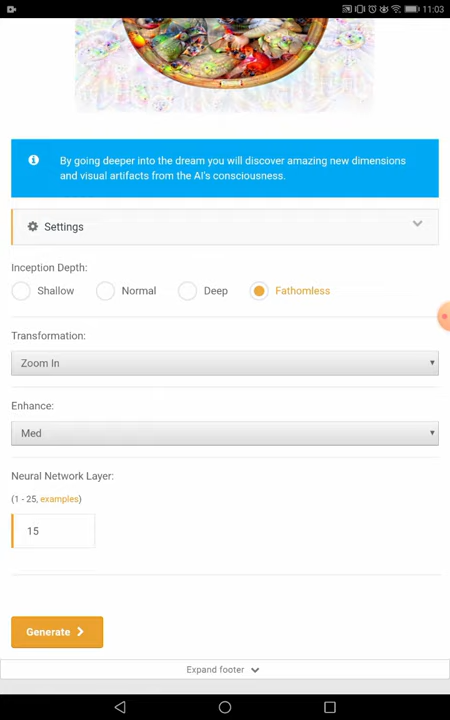 11:03
By going deeper into the dream you will discover amazing new dimensions
and visual artifacts from the AI's consciousness.
Settings
Inception Depth:
Shallow Normal Deep Fathomless
Transformation:
Zoom In
Enhance:
Med
Neural Network Layer:
(1 - 25, examples)
15
Generate
Expand footer